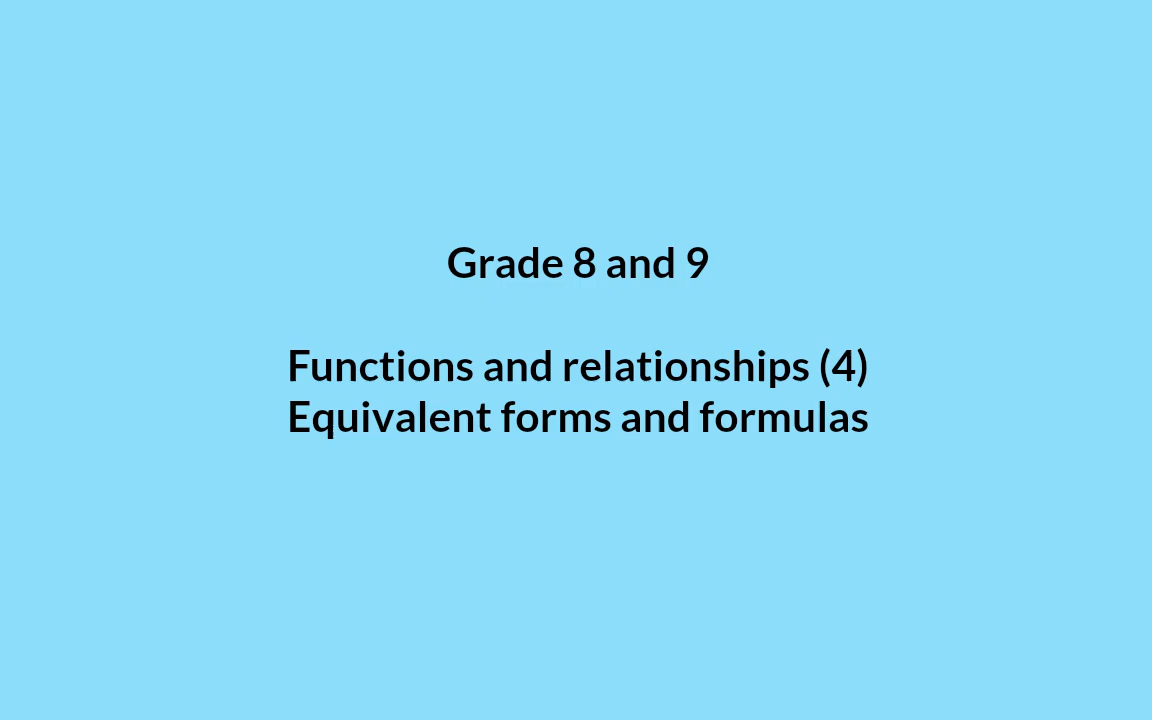 Grade 8 and 9
Functions and relationships (4)
Equivalent forms and formulas